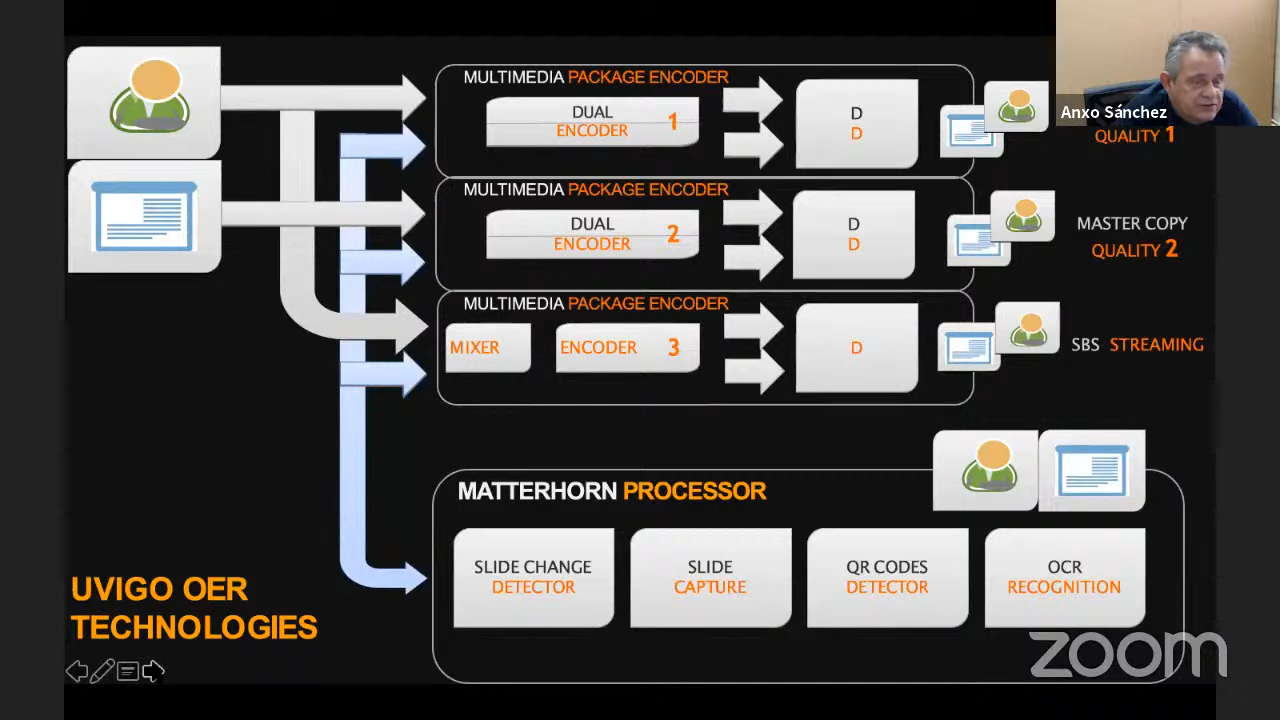 MULTIMEDIA PACKAGE ENCODER
DUAL
ENCODER 1
D
D
Anxo Sánchez
QUALITY 1
MULTIMEDIA PACKAGE ENCODER
DUAL
ENCODER 2
D
D
MASTER COPY
QUALITY 2
MULTIMEDIA PACKAGE ENCODER
MIXER
ENCODER 3
D
SBS STREAMING
MATTERHORN PROCESSOR
SLIDE CHANGE
DETECTOR
SLIDE
CAPTURE
QR CODES
DETECTOR
OCR
RECOGNITION
UVIGO OER
TECHNOLOGIES
zoom